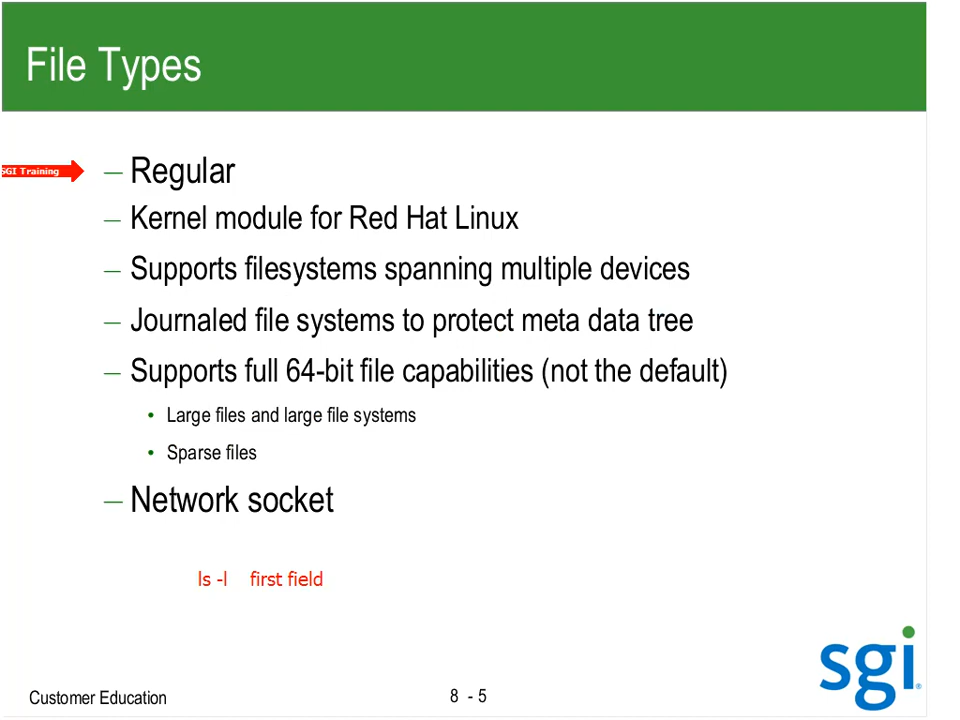 File Types
SGI Training
– Regular
– Kernel module for Red Hat Linux
– Supports filesystems spanning multiple devices
– Journaled file systems to protect meta data tree
– Supports full 64-bit file capabilities (not the default)
• Large files and large file systems
• Sparse files
– Network socket
ls -l first field
sgi®
Customer Education
8 - 5